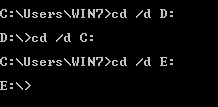 C:\Users\WIN7>cd /d D:
D:\>cd /d C:
C:\Users\WIN7>cd /d E:
E:\>